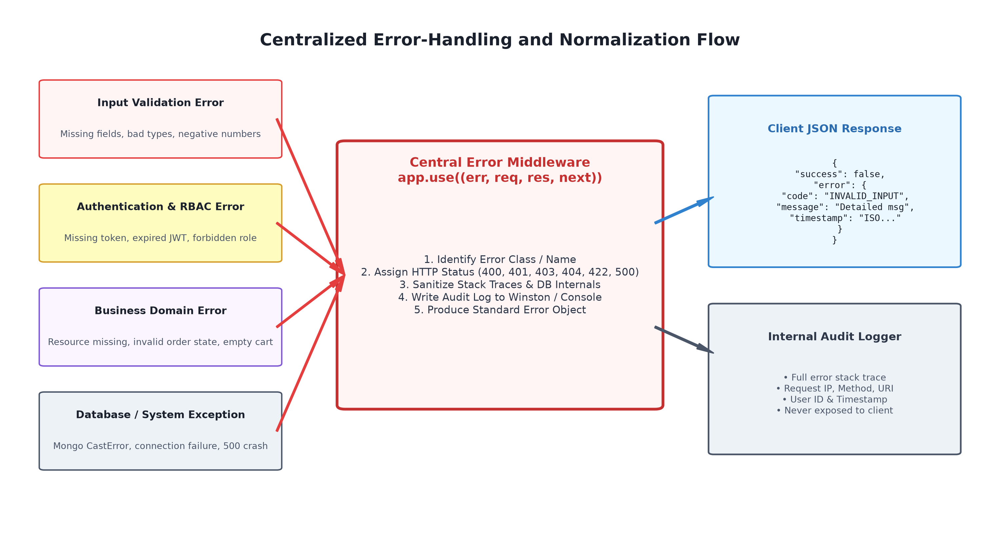 Centralized Error-Handling and Normalization Flow
Input Validation Error
Missing fields, bad types, negative numbers
Authentication & RBAC Error
Missing token, expired JWT, forbidden role
Business Domain Error
Resource missing, invalid order state, empty cart
Database / System Exception
Mongo CastError, connection failure, 500 crash
Central Error Middleware
app.use((err, req, res, next))
1. Identify Error Class / Name
2. Assign HTTP Status (400, 401, 403, 404, 422, 500)
3. Sanitize Stack Traces & DB Internals
4. Write Audit Log to Winston / Console
5. Produce Standard Error Object
Client JSON Response
{
"success": false,
"error": {
"code": "INVALID_INPUT",
"message": "Detailed msg",
"timestamp": "ISO..."
}
}
Internal Audit Logger
• Full error stack trace
• Request IP, Method, URI
• User ID & Timestamp
• Never exposed to client